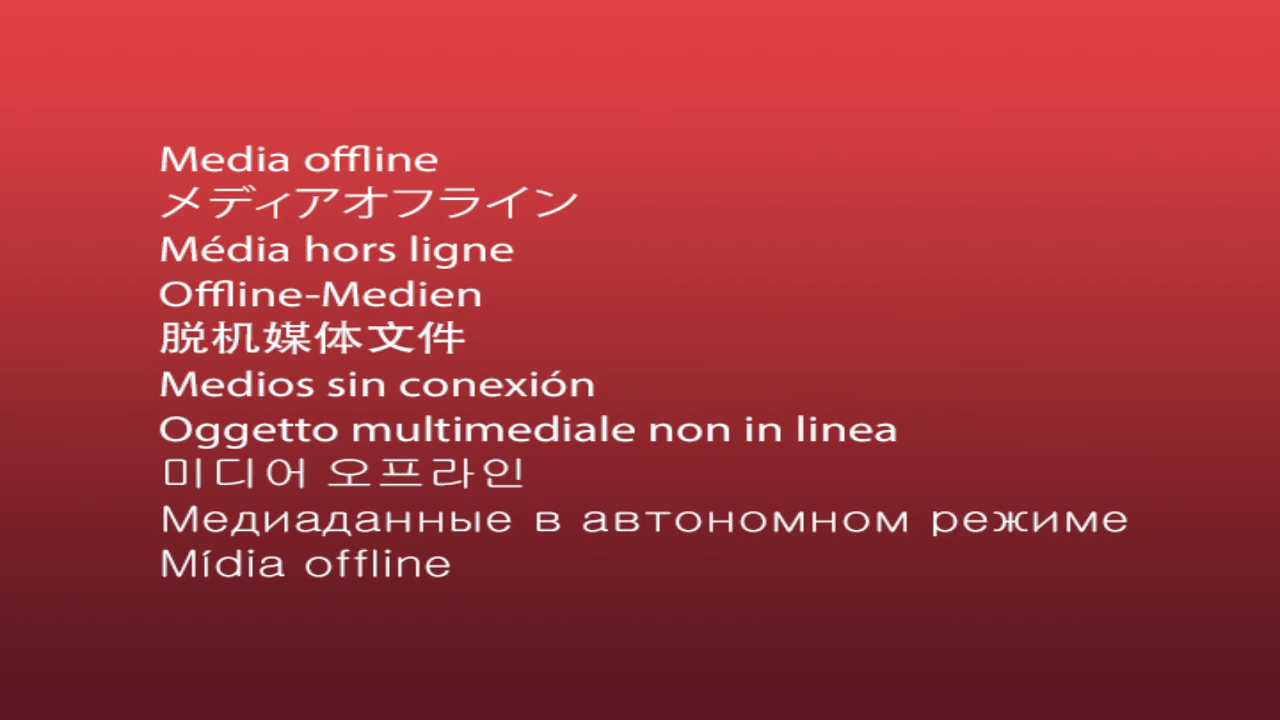 Media offline
メディアオフライン
Média hors ligne
Offline-Medien
脱机媒体文件
Medios sin conexión
Oggetto multimediale non in linea
미디어 오프라인
Медиаданные в автономном режиме
Mídia offline